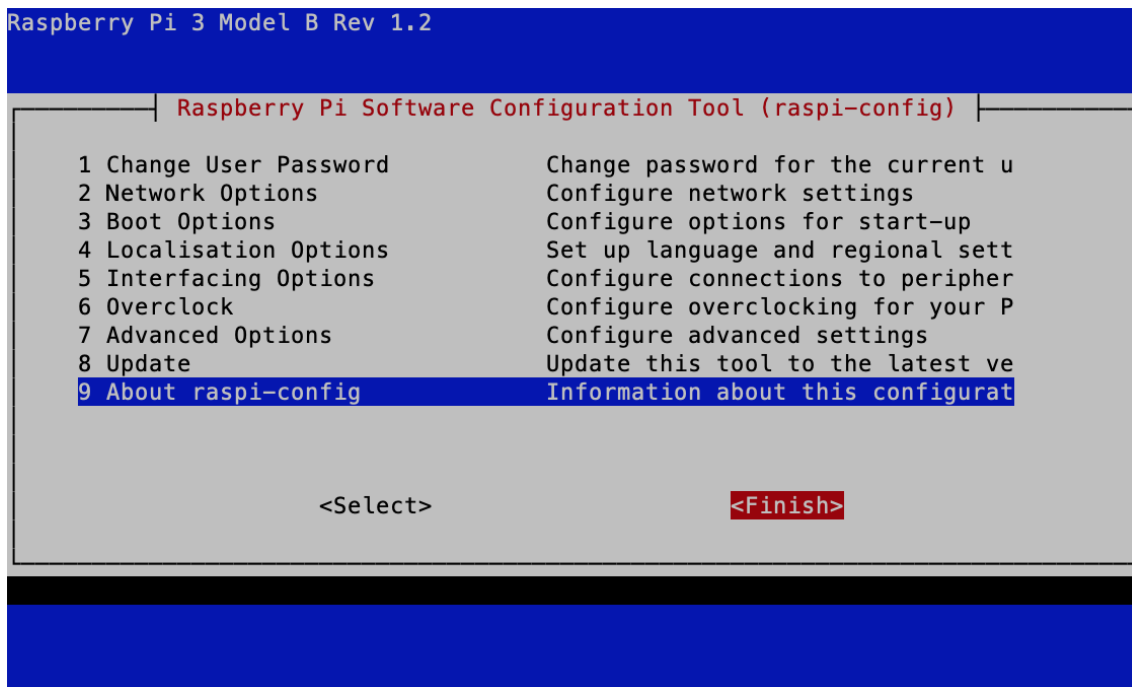 Raspberry Pi 3 Model B Rev 1.2
Raspberry Pi Software Configuration Tool (raspi-config)
1 Change User Password Change password for the current u
2 Network Options Configure network settings
3 Boot Options Configure options for start-up
4 Localisation Options Set up language and regional sett
5 Interfacing Options Configure connections to peripher
6 Overclock Configure overclocking for your P
7 Advanced Options Configure advanced settings
8 Update Update this tool to the latest ve
9 About raspi-config Information about this configurat
<Select> <Finish>